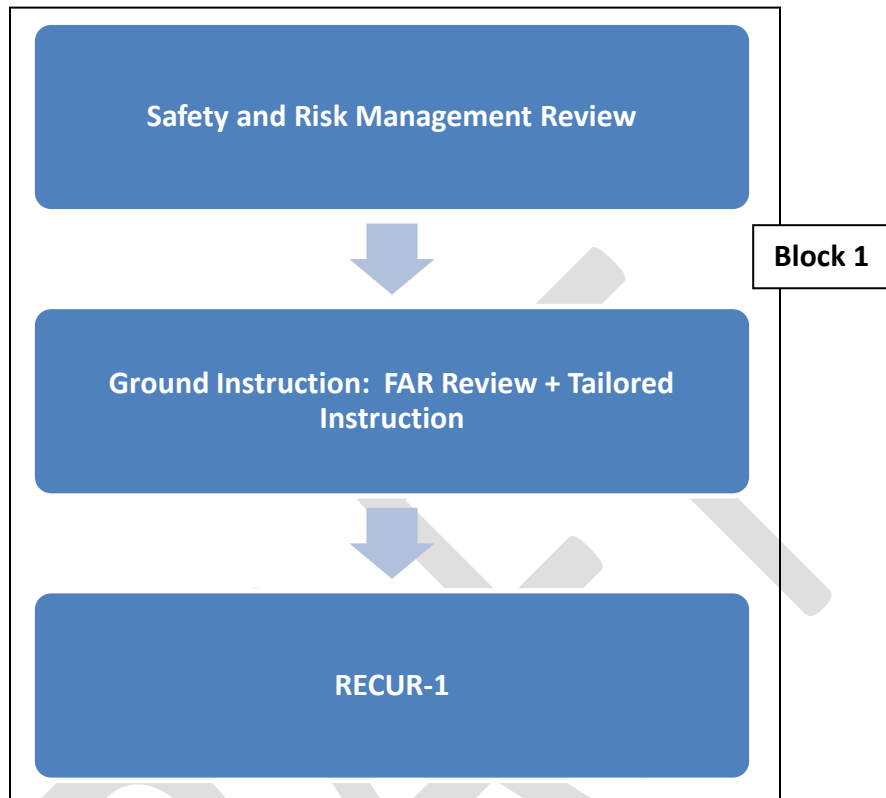 Safety and Risk Management Review
Block 1
Ground Instruction:  FAR Review + Tailored
Instruction
RECUR-1